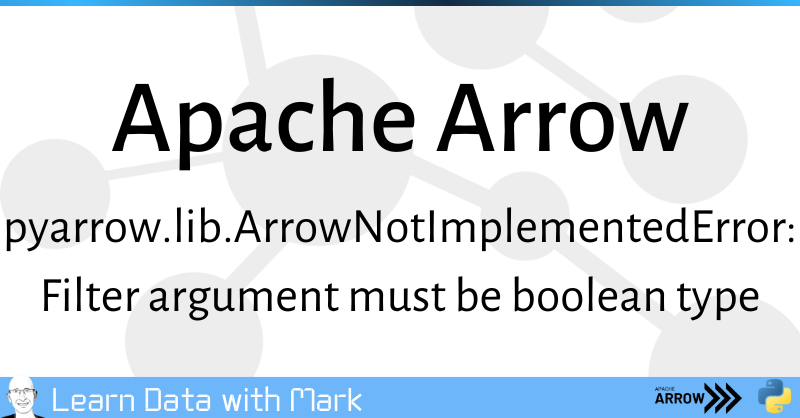 Apache Arrow
pyarrow.lib.ArrowNotImplementedError:
Filter argument must be boolean type
Learn Data with Mark
APACHE
ARROW